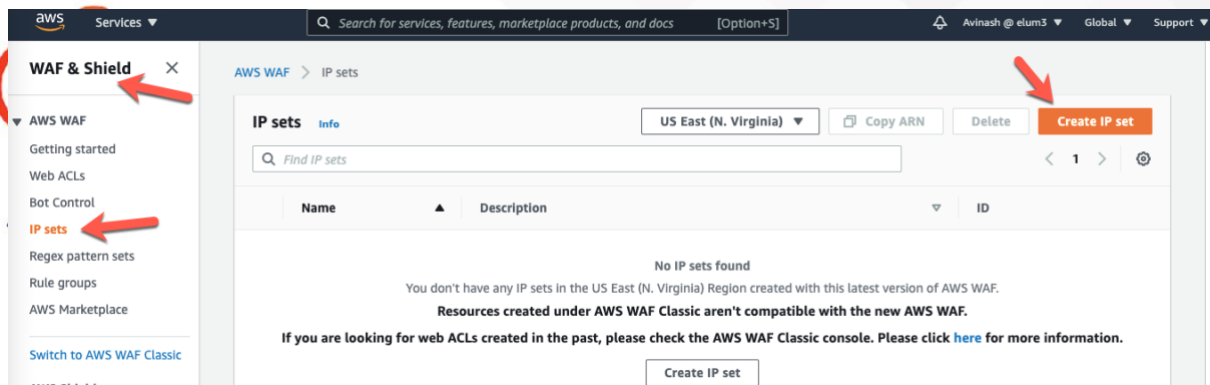 aws Services ▼ Search for services, features, marketplace products, and docs [Option+S] Avinash @ elum3 ▼ Global ▼ Support ▼
WAF & Shield
AWS WAF > IP sets
AWS WAF
IP sets Info US East (N. Virginia) ▼ Copy ARN Delete Create IP set
Getting started
Find IP sets 1
Web ACLs
Bot Control
Name Description ID
IP sets
Regex pattern sets
No IP sets found
Rule groups
You don't have any IP sets in the US East (N. Virginia) Region created with this latest version of AWS WAF.
AWS Marketplace
Resources created under AWS WAF Classic aren't compatible with the new AWS WAF.
If you are looking for web ACLs created in the past, please check the AWS WAF Classic console. Please click here for more information.
Switch to AWS WAF Classic
Create IP set